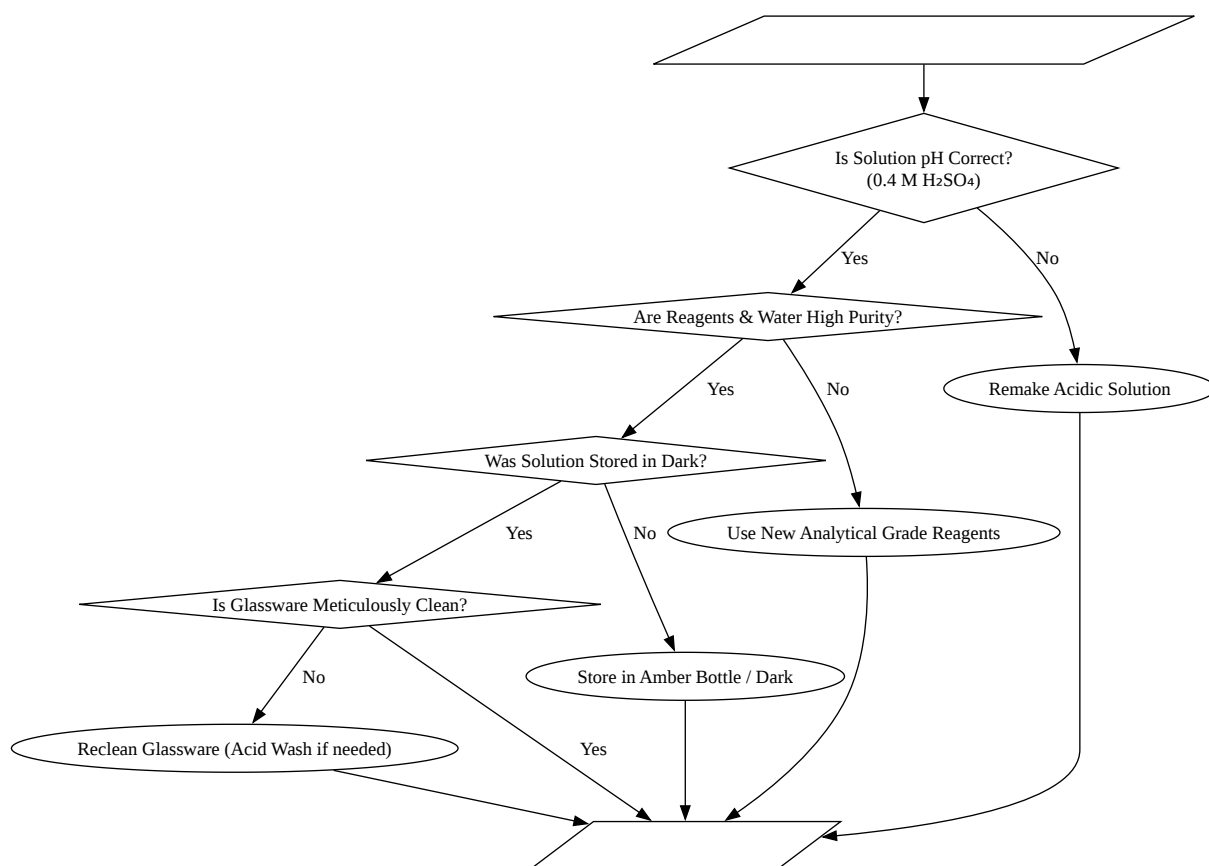 Is Solution pH Correct?
(0.4 M H₂SO₄)
Yes
No
Are Reagents & Water High Purity?
Yes
No
Remake Acidic Solution
Was Solution Stored in Dark?
Yes
No
Use New Analytical Grade Reagents
Is Glassware Meticulously Clean?
No
Store in Amber Bottle / Dark
Reclean Glassware (Acid Wash if needed)
Yes